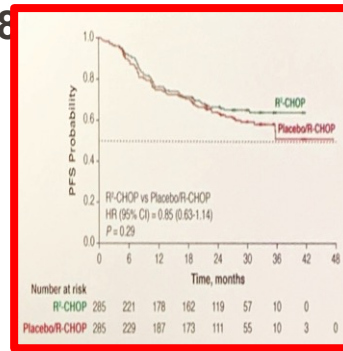 8
1.0
0.8
0.6
0.4
0.2
0.0
PFS Probability
R²-CHOP
Placebo/R-CHOP
R²-CHOP vs Placebo/R-CHOP
HR (95% CI) = 0.85 (0.63-1.14)
P = 0.29
0 6 12 18 24 30 36 42 48
Time, months
Number at risk
R²-CHOP 285 221 178 162 119 57 10 0
Placebo/R-CHOP 285 229 187 173 111 55 10 3 0